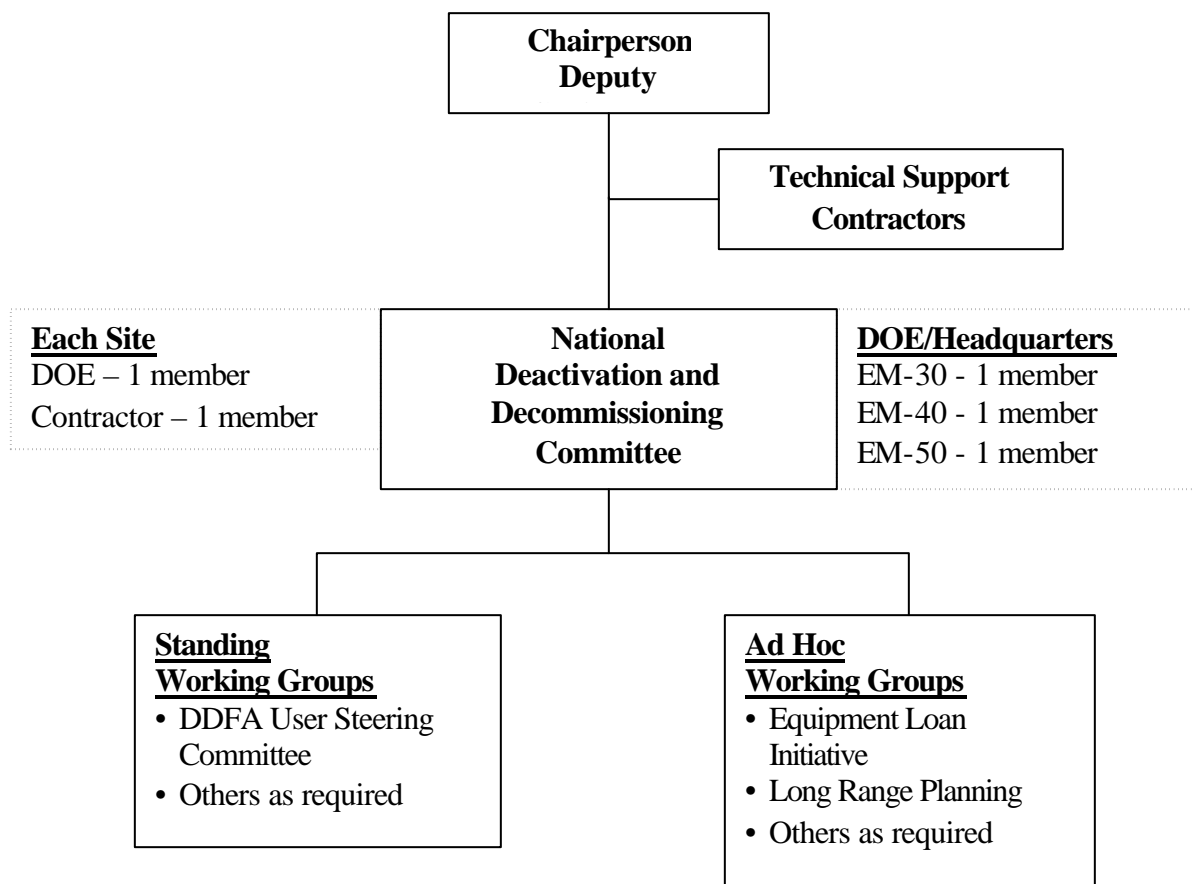 Chairperson
Deputy
Technical Support
Contractors
Each Site
DOE – 1 member
Contractor – 1 member
National
Deactivation and
Decommissioning
Committee
DOE/Headquarters
EM-30 - 1 member
EM-40 - 1 member
EM-50 - 1 member
Standing
Working Groups
• DDFA User Steering
Committee
• Others as required
Ad Hoc
Working Groups
• Equipment Loan
Initiative
• Long Range Planning
• Others as required